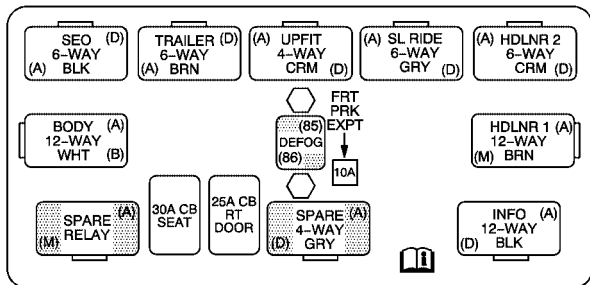 SEO (D)
6-WAY
(A) BLK
TRAILER (D)
6-WAY
(A) BRN
(A) UPFIT
4-WAY
CRM (D)
(A) SL RIDE
6-WAY
GRY (D)
(A) HDLNR 2
6-WAY
CRM (D)
BODY (A)
12-WAY
WHT (B)
(85)
DEFOG
(86)
FRT
PRK
EXPT
10A
HDLNR 1 (A)
12-WAY
(M) BRN
SPARE (A)
RELAY
(M)
30A CB
SEAT
25A CB
RT
DOOR
SPARE (A)
4-WAY
(D) GRY
INFO (A)
12-WAY
(D) BLK
i